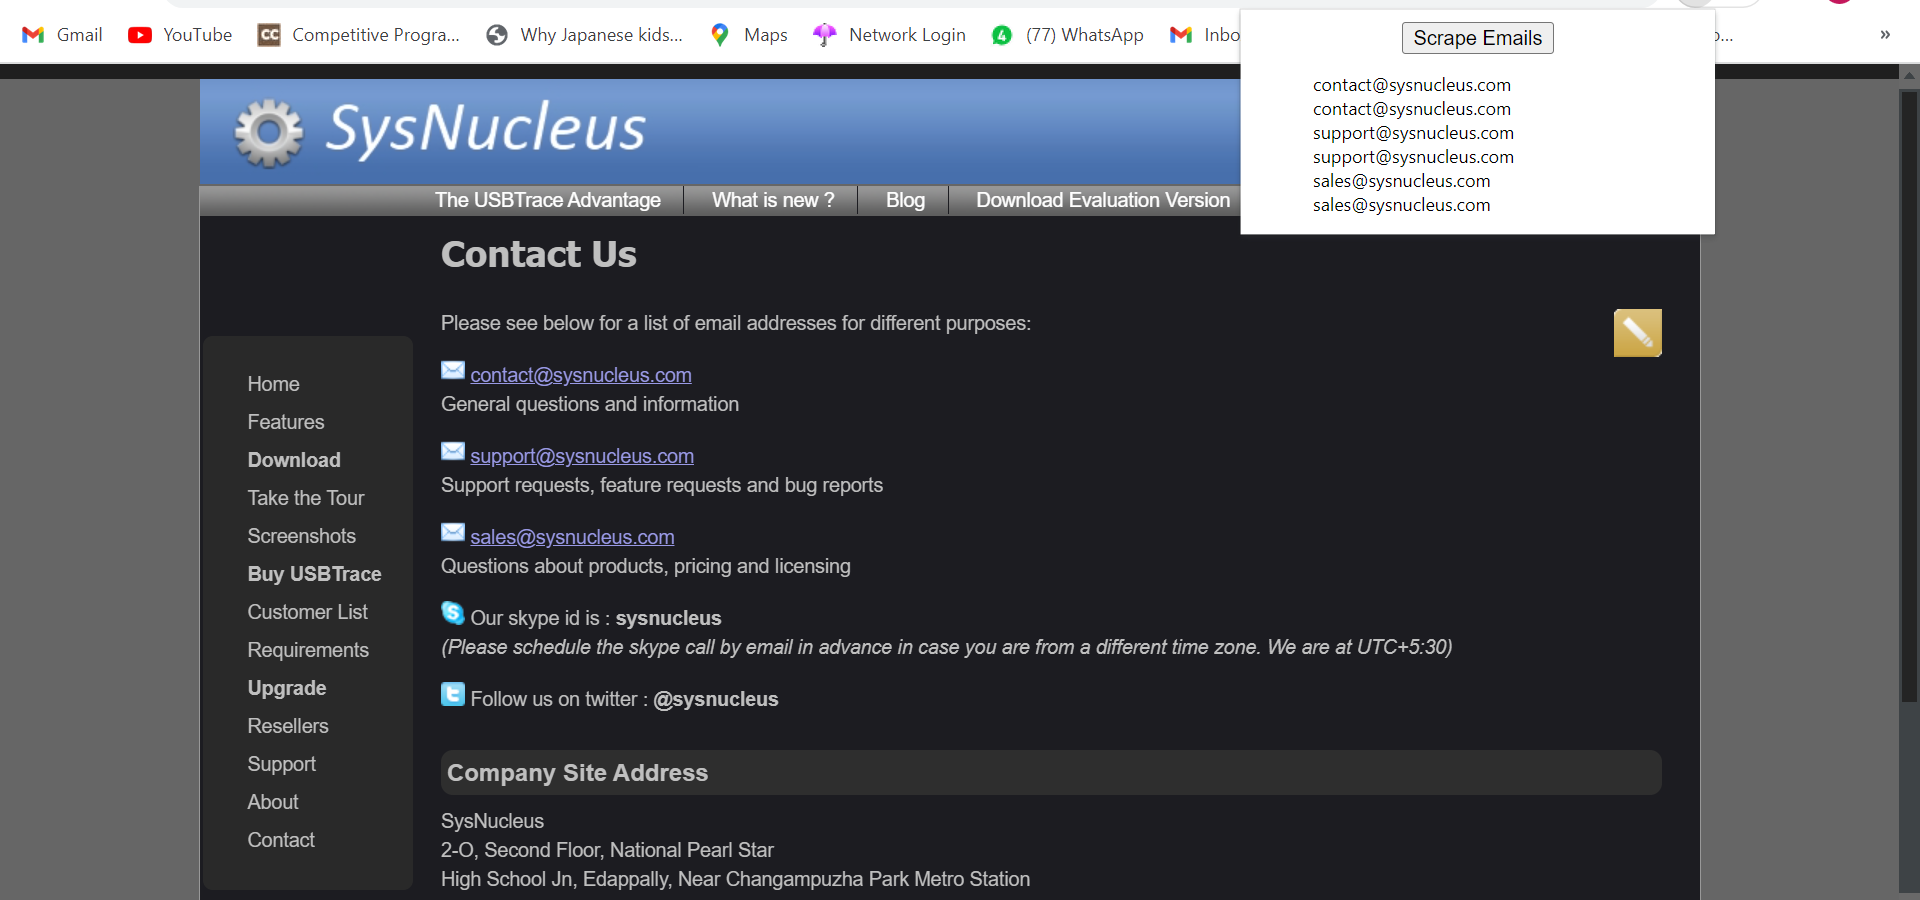 Gmail
YouTube
Competitive Progra...
Why Japanese kids...
Maps
Network Login
(77) WhatsApp
Inbo
...
»
CC
4
Scrape Emails
contact@sysnucleus.com
contact@sysnucleus.com
support@sysnucleus.com
support@sysnucleus.com
sales@sysnucleus.com
sales@sysnucleus.com
SysNucleus
The USBTrace Advantage
What is new ?
Blog
Download Evaluation Version
Contact Us
Please see below for a list of email addresses for different purposes:
contact@sysnucleus.com
General questions and information
support@sysnucleus.com
Support requests, feature requests and bug reports
sales@sysnucleus.com
Questions about products, pricing and licensing
Our skype id is : sysnucleus
(Please schedule the skype call by email in advance in case you are from a different time zone. We are at UTC+5:30)
Follow us on twitter : @sysnucleus
Home
Features
Download
Take the Tour
Screenshots
Buy USBTrace
Customer List
Requirements
Upgrade
Resellers
Support
About
Contact
Company Site Address
SysNucleus
2-O, Second Floor, National Pearl Star
High School Jn, Edappally, Near Changampuzha Park Metro Station